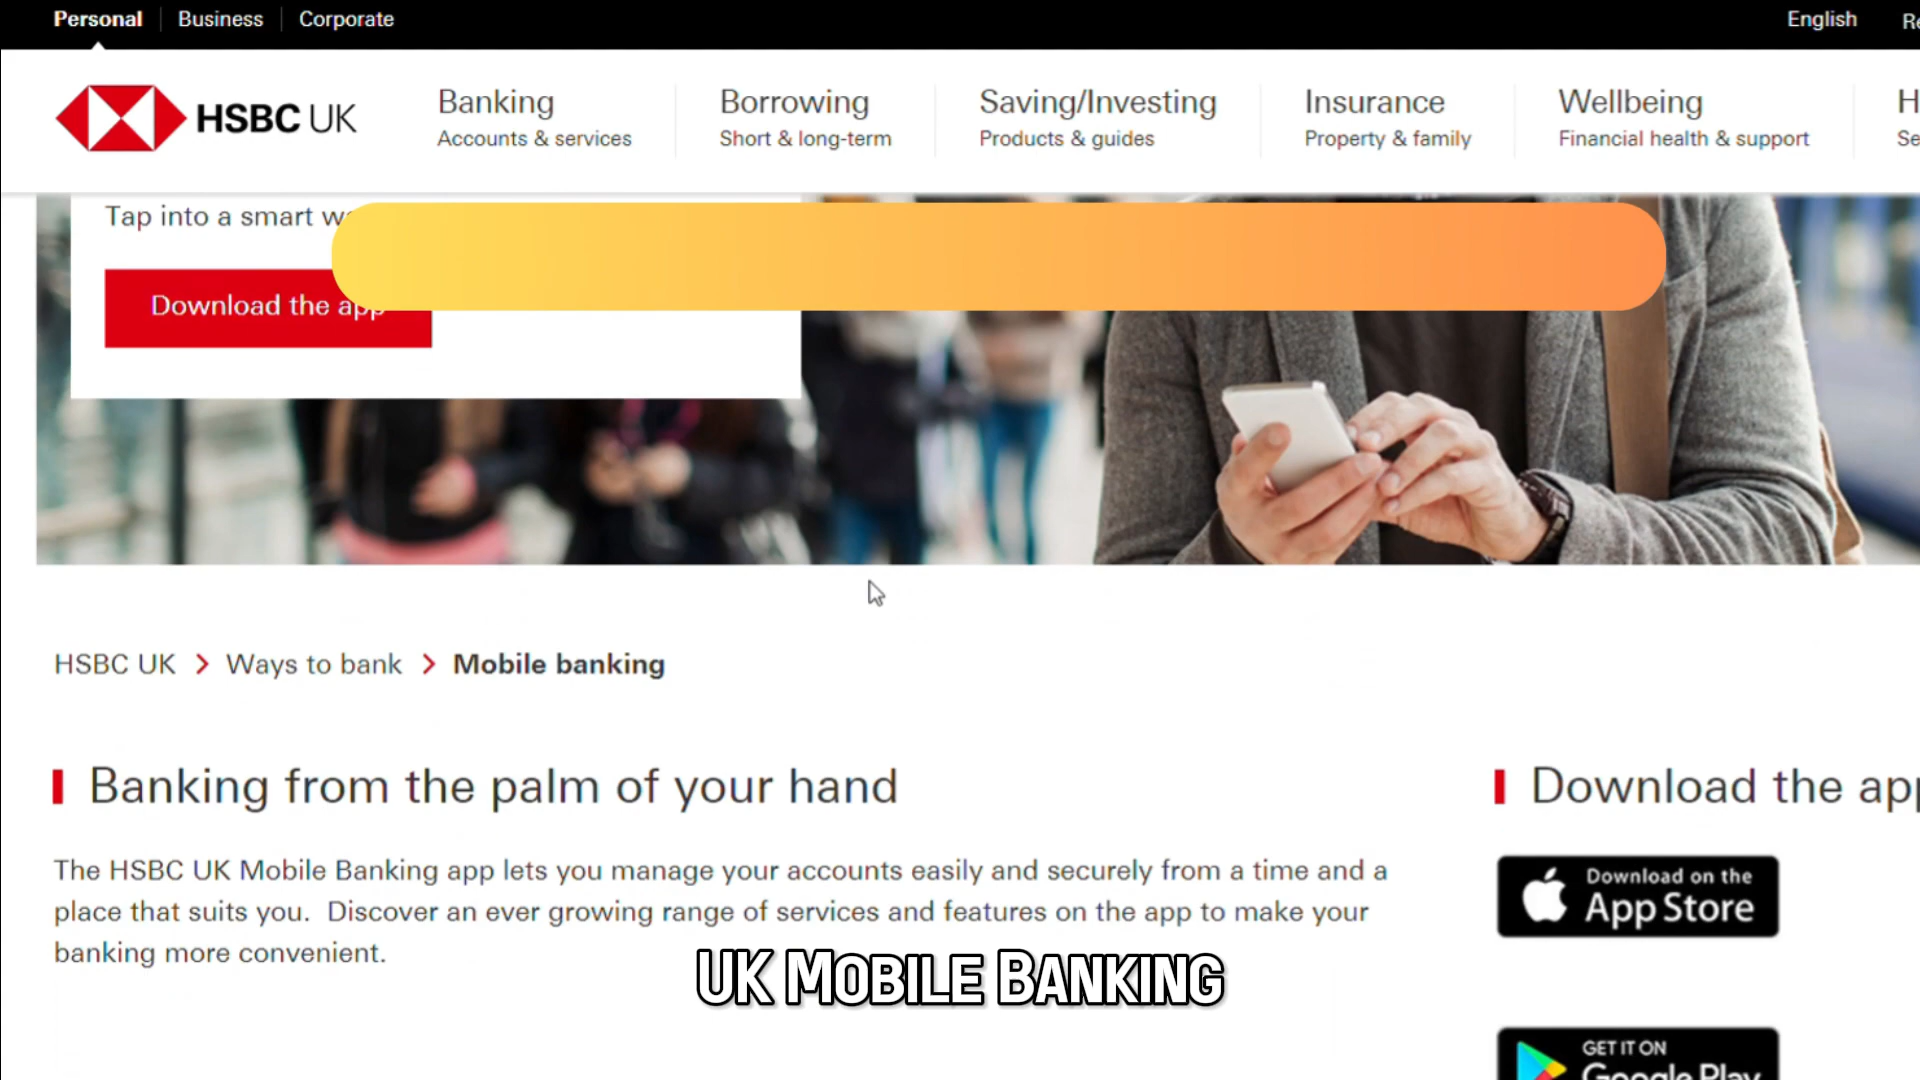 Personal
Business
Corporate
English
HSBC UK
Banking
Accounts & services
Borrowing
Short & long-term
Saving/Investing
Products & guides
Insurance
Property & family
Wellbeing
Financial health & support
Tap into a smart
Download the app
HSBC UK > Ways to bank > Mobile banking
Banking from the palm of your hand
The HSBC UK Mobile Banking app lets you manage your accounts easily and securely from a time and a
place that suits you. Discover an ever growing range of services and features on the app to make your
banking more convenient.
Download the app
Download on the
App Store
GET IT ON
Google Play
UK MOBILE BANKING